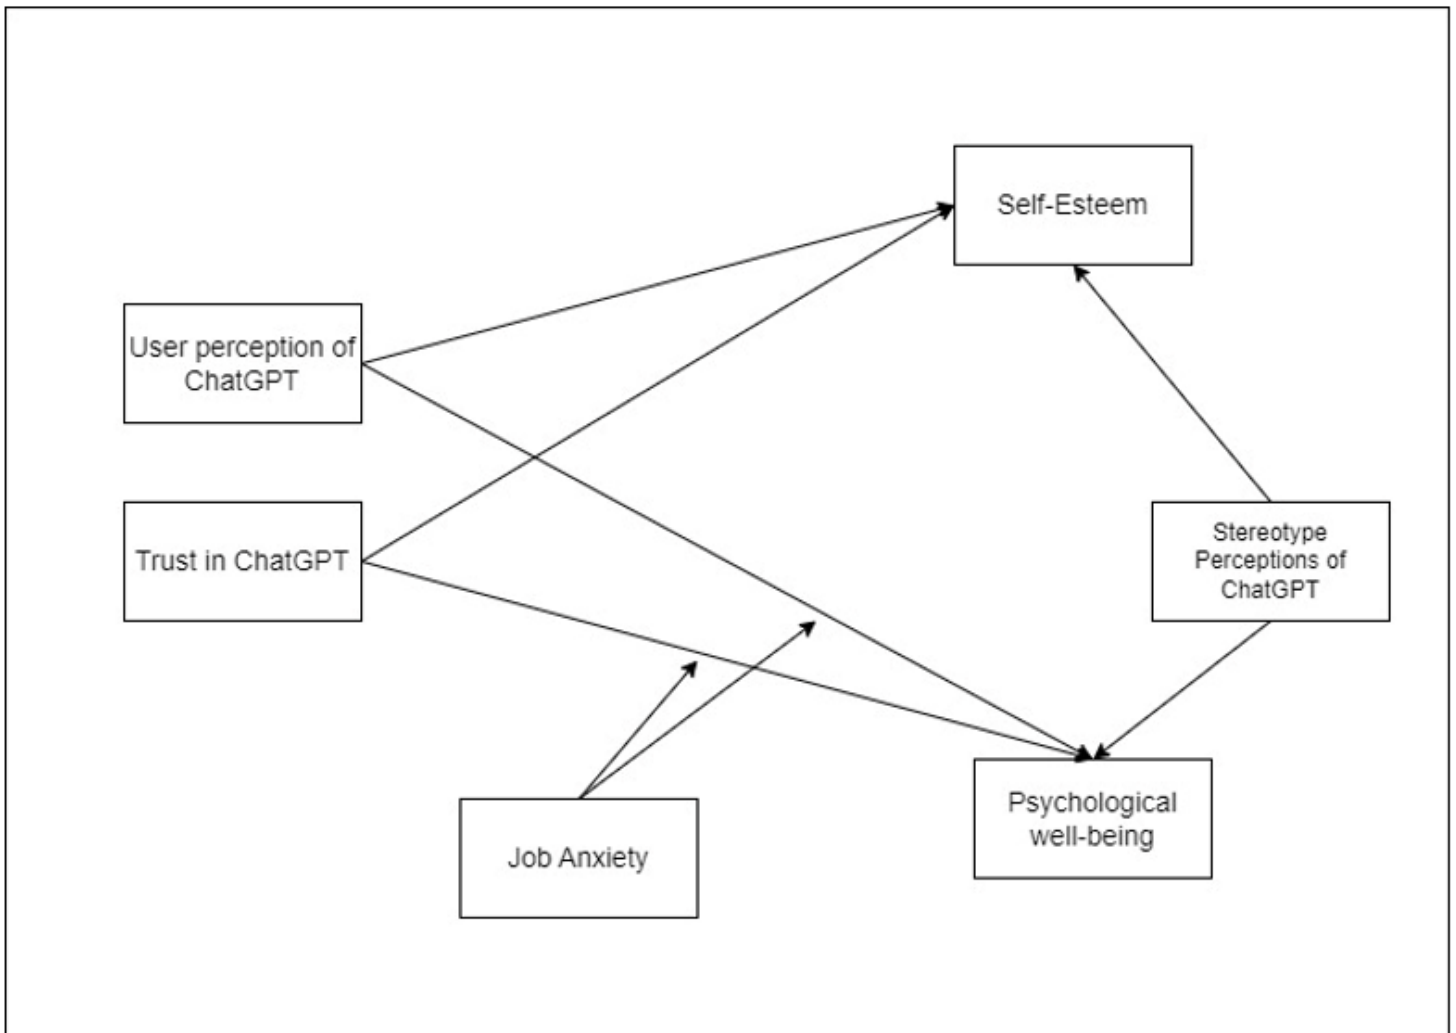 Self-Esteem
User perception of
ChatGPT
Trust in ChatGPT
Stereotype
Perceptions of
ChatGPT
Job Anxiety
Psychological
well-being